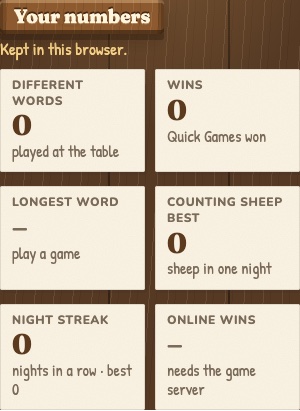 Your numbers
Kept in this browser.
DIFFERENT
WORDS
0
played at the table
WINS
0
Quick Games won
LONGEST WORD
—
play a game
COUNTING SHEEP
BEST
0
sheep in one night
NIGHT STREAK
0
nights in a row · best
0
ONLINE WINS
—
needs the game
server